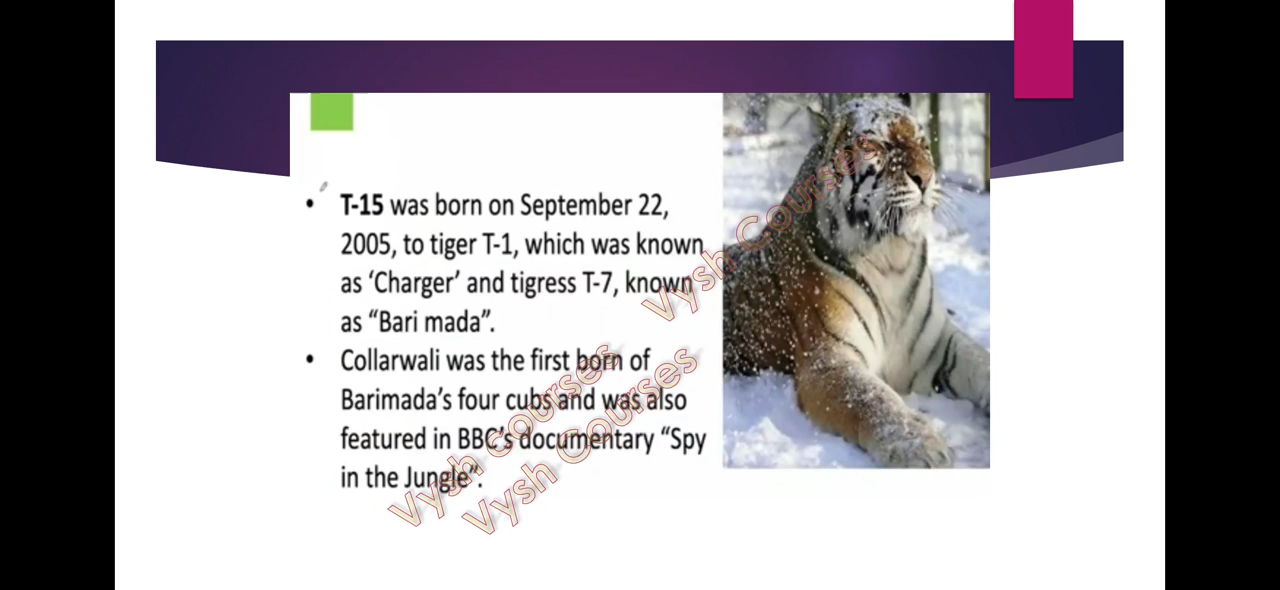 • T-15 was born on September 22,
2005, to tiger T-1, which was known
as ‘Charger’ and tigress T-7, known
as “Bari mada”.
• Collarwali was the first born of
Barimada’s four cubs and was also
featured in BBC’s documentary “Spy
in the Jungle”.
Vysh Courses
Vysh Courses
Vysh Courses